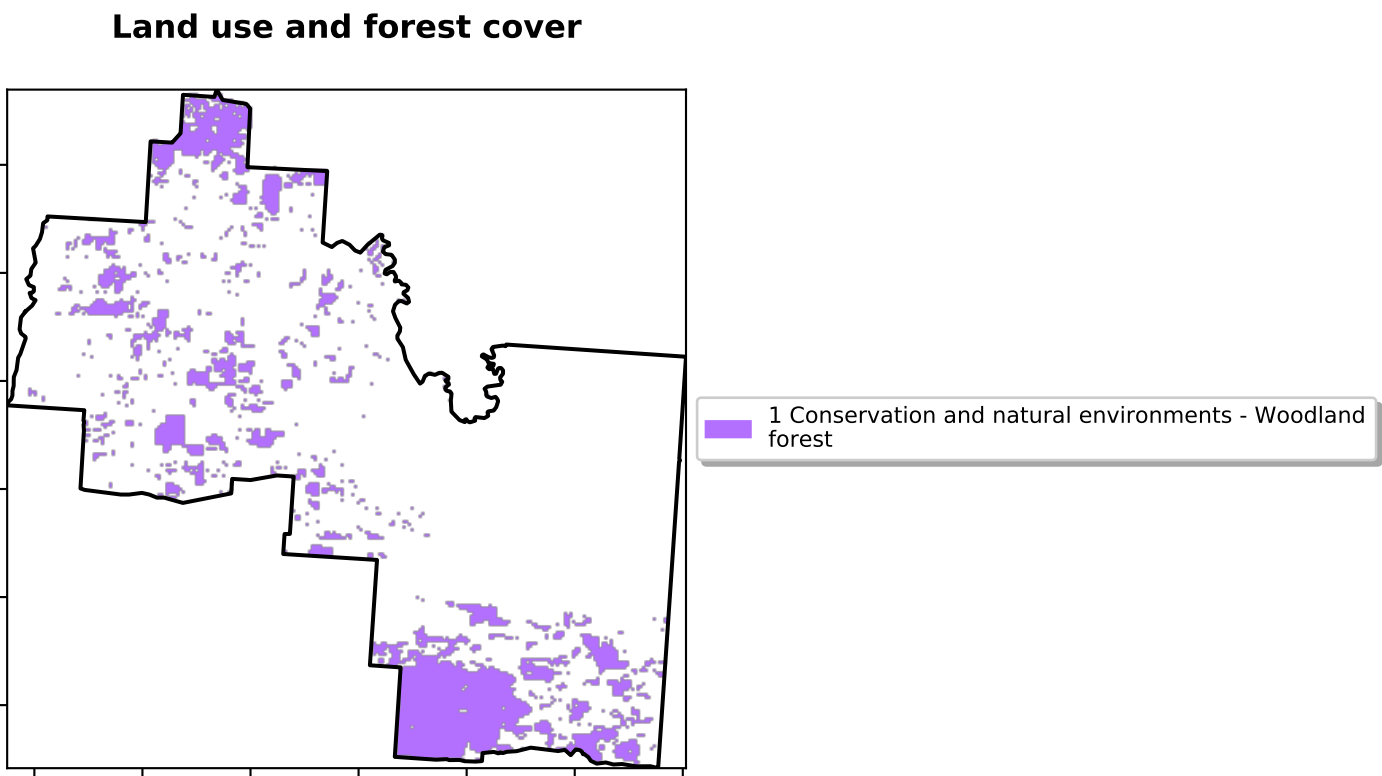 Land use and forest cover
1 Conservation and natural environments - Woodland
forest